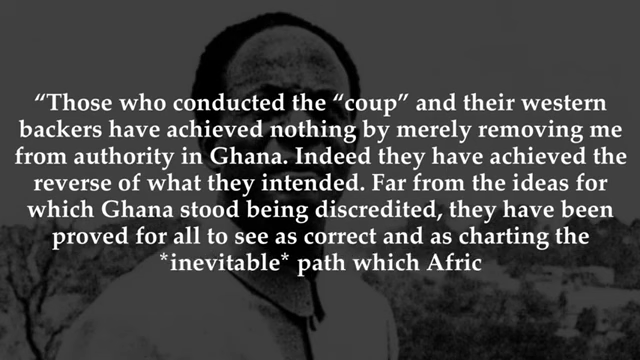 “Those who conducted the “coup” and their western
backers have achieved nothing by merely removing me
from authority in Ghana. Indeed they have achieved the
reverse of what they intended. Far from the ideas for
which Ghana stood being discredited, they have been
proved for all to see as correct and as charting the
*inevitable* path which Afric